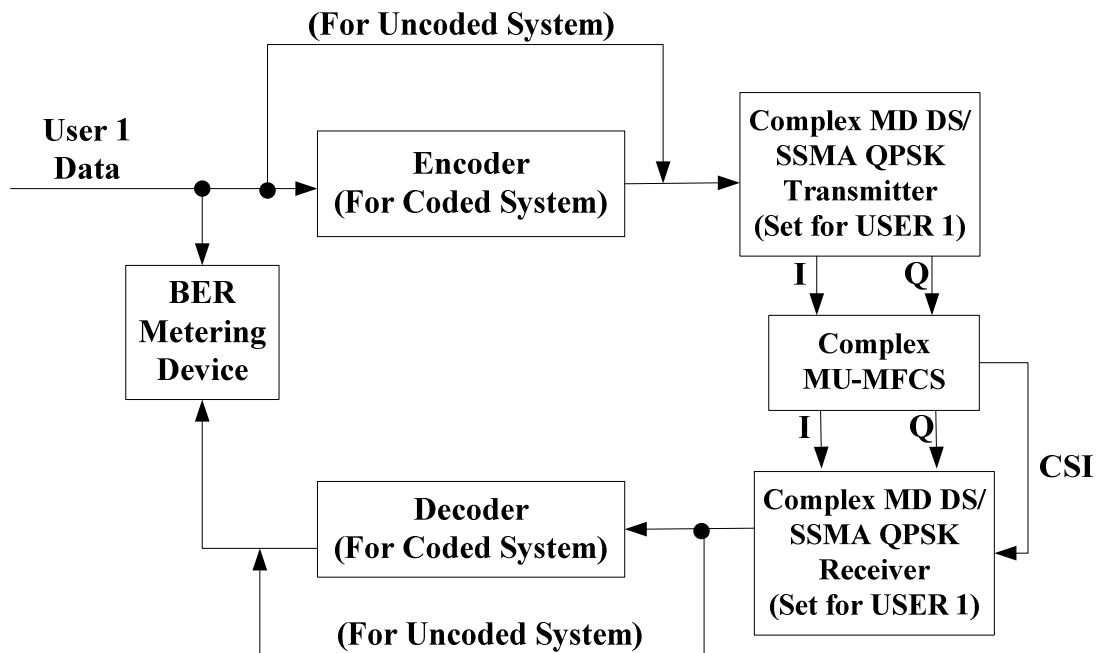 (For Uncoded System)
User 1
Data
Encoder
(For Coded System)
Complex MD DS/
SSMA QPSK
Transmitter
(Set for USER 1)
I
Q
BER
Metering
Device
Complex
MU-MFCS
I
Q
CSI
Decoder
(For Coded System)
Complex MD DS/
SSMA QPSK
Receiver
(Set for USER 1)
(For Uncoded System)